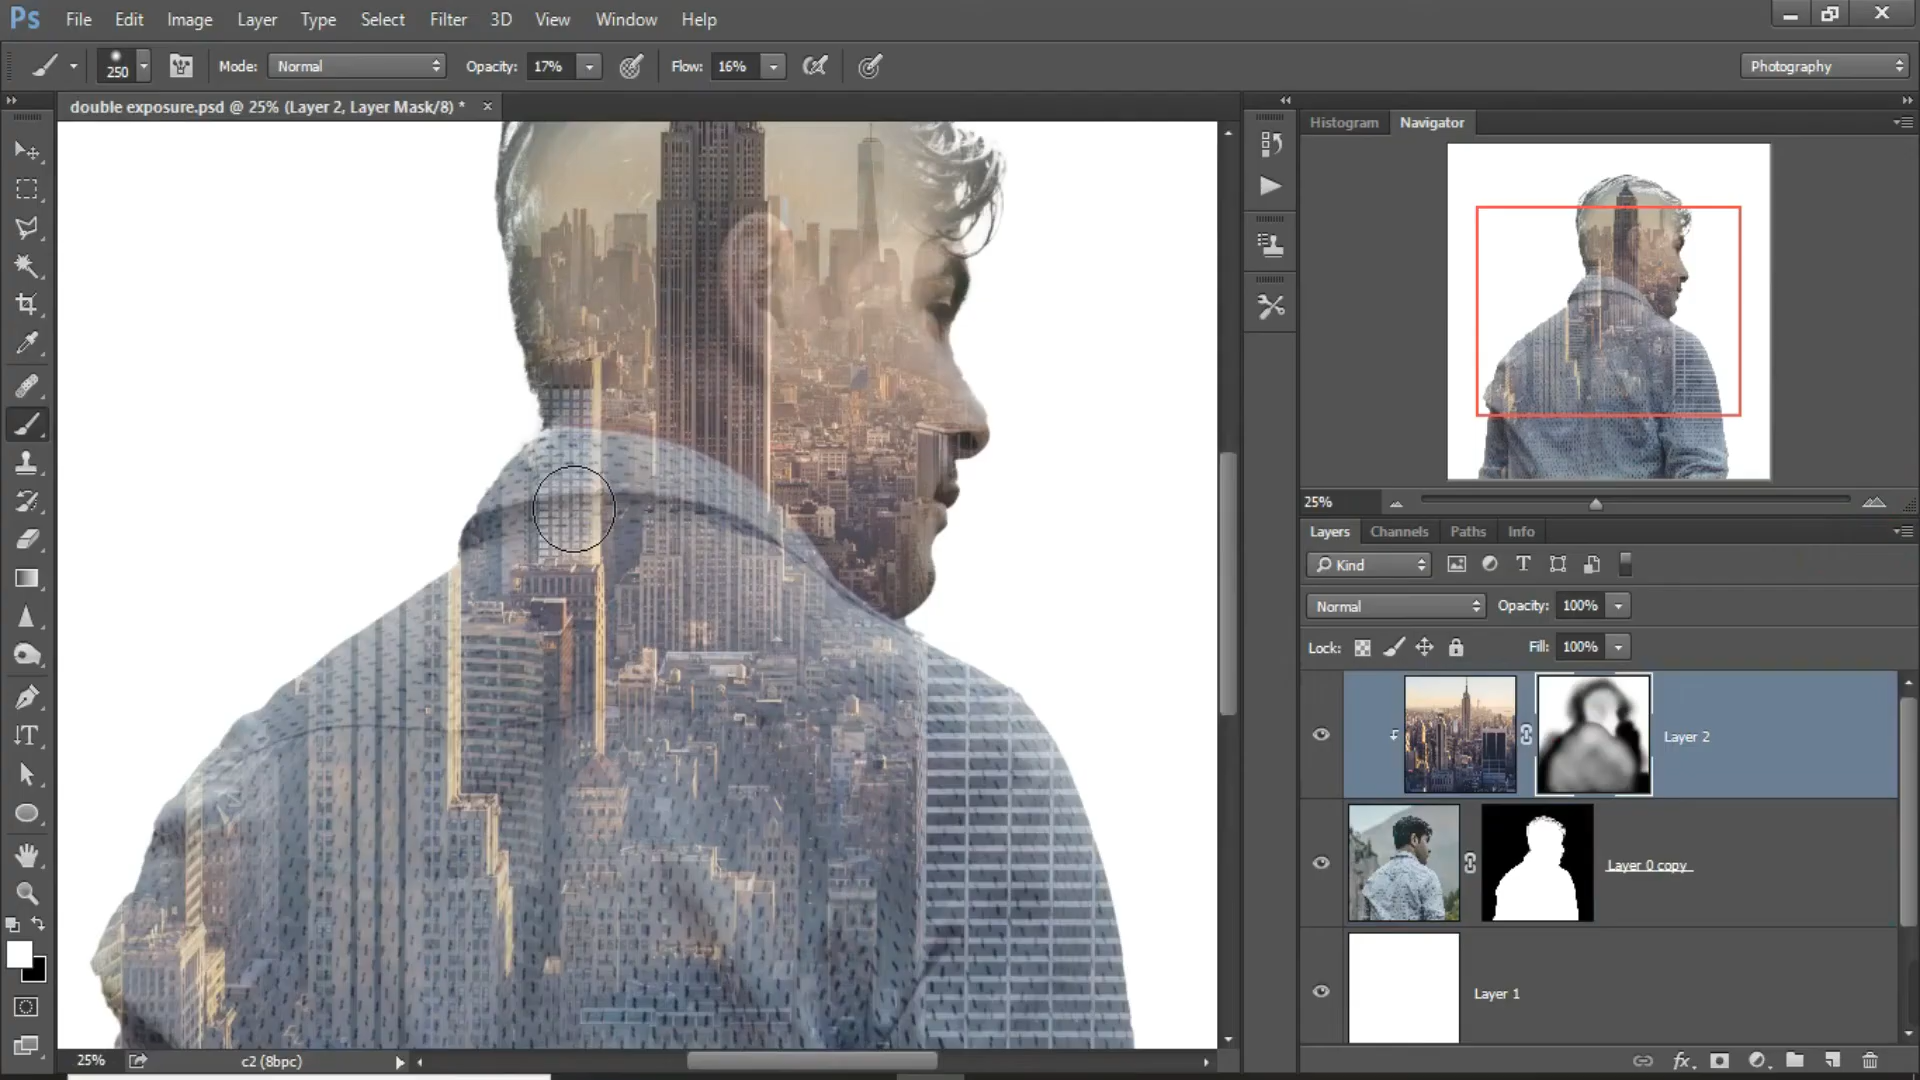 Ps File Edit Image Layer Type Select Filter 3D View Window Help
250 Mode: Normal Opacity: 17% Flow: 16% Photography
double exposure.psd @ 25% (Layer 2, Layer Mask/8) * ×
Histogram Navigator
25%
Layers Channels Paths Info
Kind T
Normal Opacity: 100%
Lock: Fill: 100%
Layer 2
Layer 0 copy
Layer 1
25% c2 (8bpc)
fx